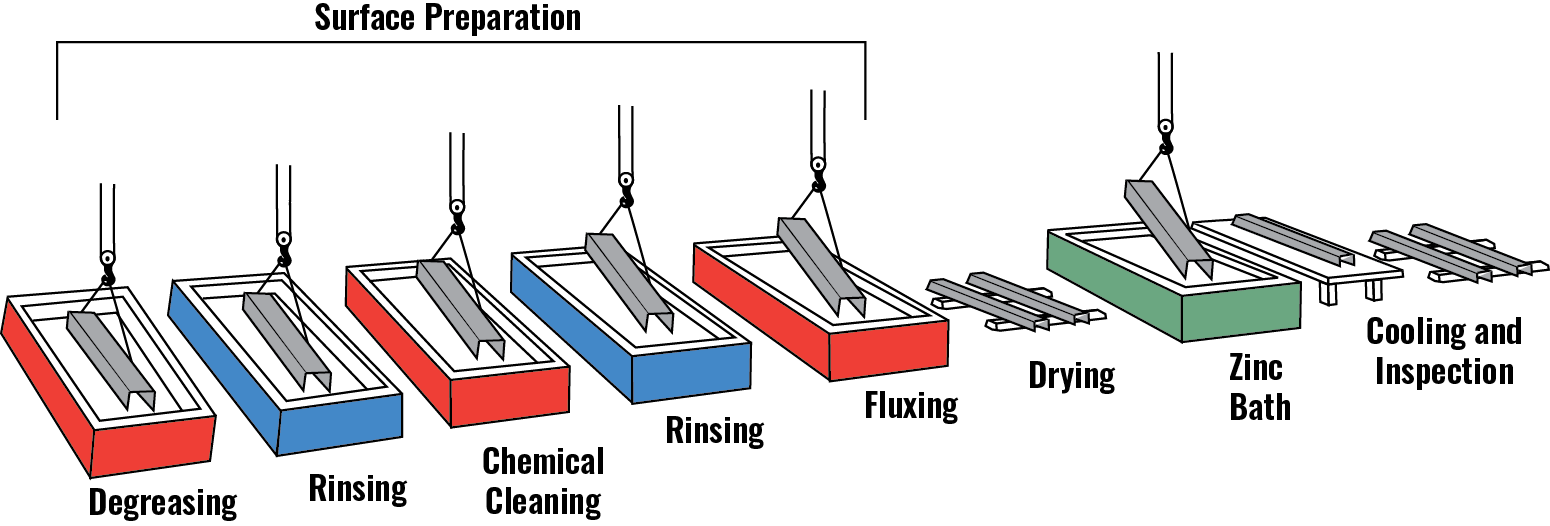 Surface Preparation
Degreasing
Rinsing
Chemical
Cleaning
Rinsing
Fluxing
Drying
Zinc
Bath
Cooling and
Inspection